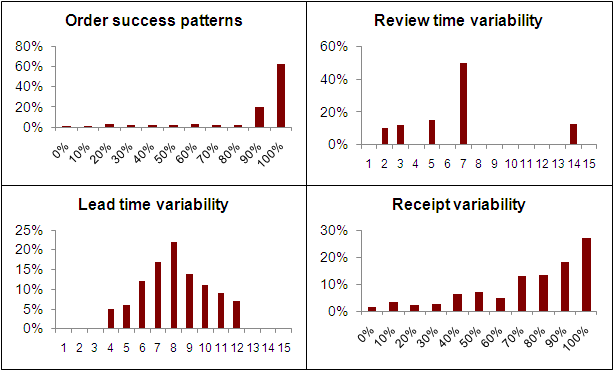 Order success patterns
80%
60%
40%
20%
0%
0% 10% 20% 30% 40% 50% 60% 70% 80% 90% 100%
Review time variability
60%
40%
20%
0%
1 2 3 4 5 6 7 8 9 10 11 12 13 14 15
Lead time variability
25%
20%
15%
10%
5%
0%
1 2 3 4 5 6 7 8 9 10 11 12 13 14 15
Receipt variability
30%
20%
10%
0%
0% 10% 20% 30% 40% 50% 60% 70% 80% 90% 100%